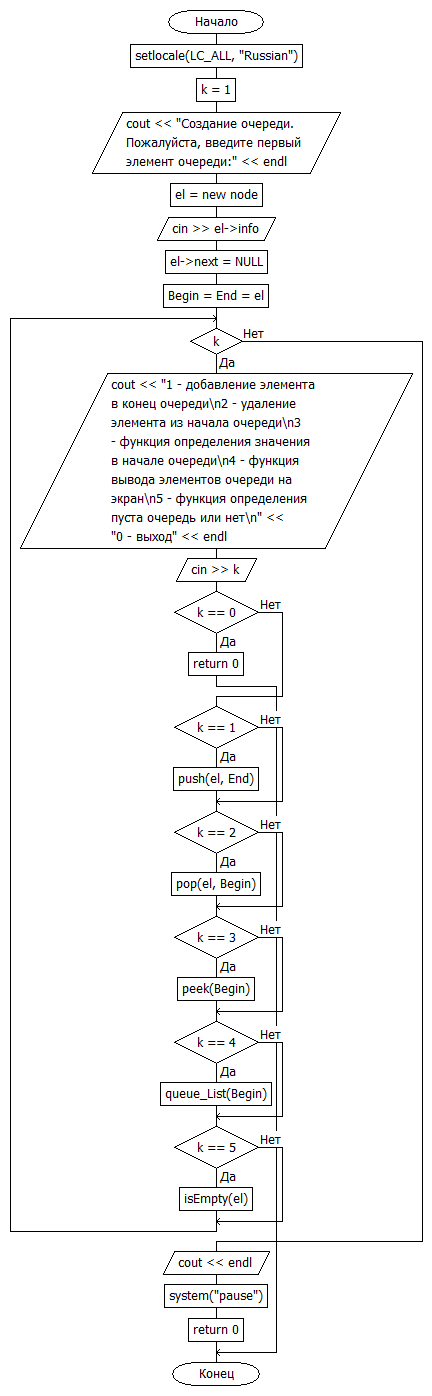 Начало
setlocale(LC_ALL, "Russian")
k = 1
cout << "Создание очереди.
Пожалуйста, введите первый
элемент очереди:" << endl
el = new node
cin >> el->info
el->next = NULL
Begin = End = el
k
Нет
Да
cout << "1 - добавление элемента
в конец очереди\n2 - удаление
элемента из начала очереди\n3
- функция определения значения
в начале очереди\n4 - функция
вывода элементов очереди на
экран\n5 - функция определения
пуста очередь или нет\n" <<
"0 - выход" << endl
cin >> k
k == 0
Нет
Да
return 0
k == 1
Нет
Да
push(el, End)
k == 2
Нет
Да
pop(el, Begin)
k == 3
Нет
Да
peek(Begin)
k == 4
Нет
Да
queue_List(Begin)
k == 5
Нет
Да
isEmpty(el)
cout << endl
system("pause")
return 0
Конец